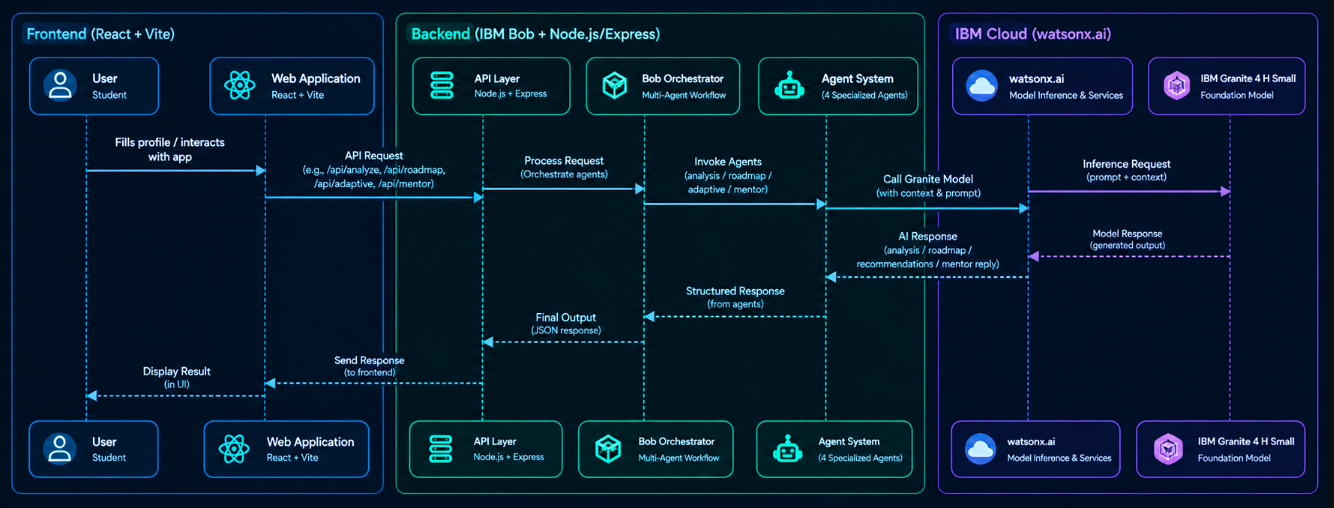 Frontend (React + Vite)
Backend (IBM Bob + Node.js/Express)
IBM Cloud (watsonx.ai)
User
Student
Web Application
React + Vite
API Layer
Node.js + Express
Bob Orchestrator
Multi-Agent Workflow
Agent System
(4 Specialized Agents)
watsonx.ai
Model Inference & Services
IBM Granite 4 H Small
Foundation Model
Fills profile / interacts
with app
API Request
(e.g., /api/analyze, /api/roadmap,
/api/adaptive, /api/mentor)
Process Request
(Orchestrate agents)
Invoke Agents
(analysis / roadmap /
adaptive / mentor)
Call Granite Model
(with context & prompt)
Inference Request
(prompt + context)
Model Response
(generated output)
AI Response
(analysis / roadmap /
recommendations / mentor reply)
Structured Response
(from agents)
Final Output
(JSON response)
Send Response
(to frontend)
Display Result
(in UI)
User
Student
Web Application
React + Vite
API Layer
Node.js + Express
Bob Orchestrator
Multi-Agent Workflow
Agent System
(4 Specialized Agents)
watsonx.ai
Model Inference & Services
IBM Granite 4 H Small
Foundation Model